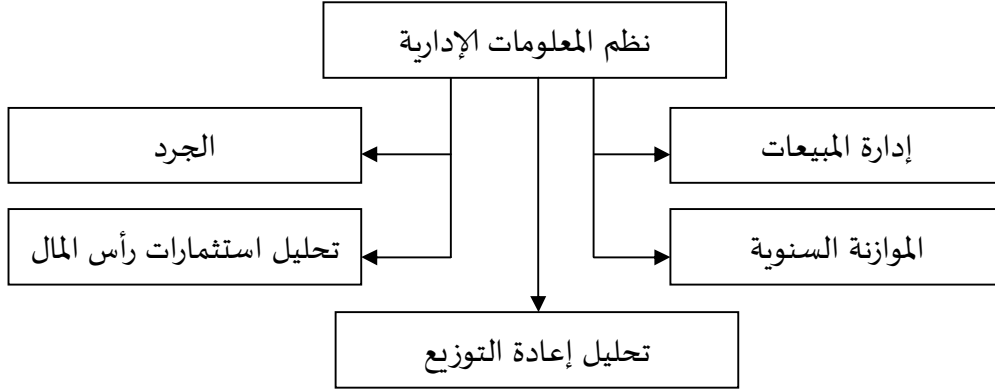 نظم المعلومات الإدارية
إدارة المبيعات
الجرد
الموازنة السنوية
تحليل استثمارات رأس المال
تحليل إعادة التوزيع